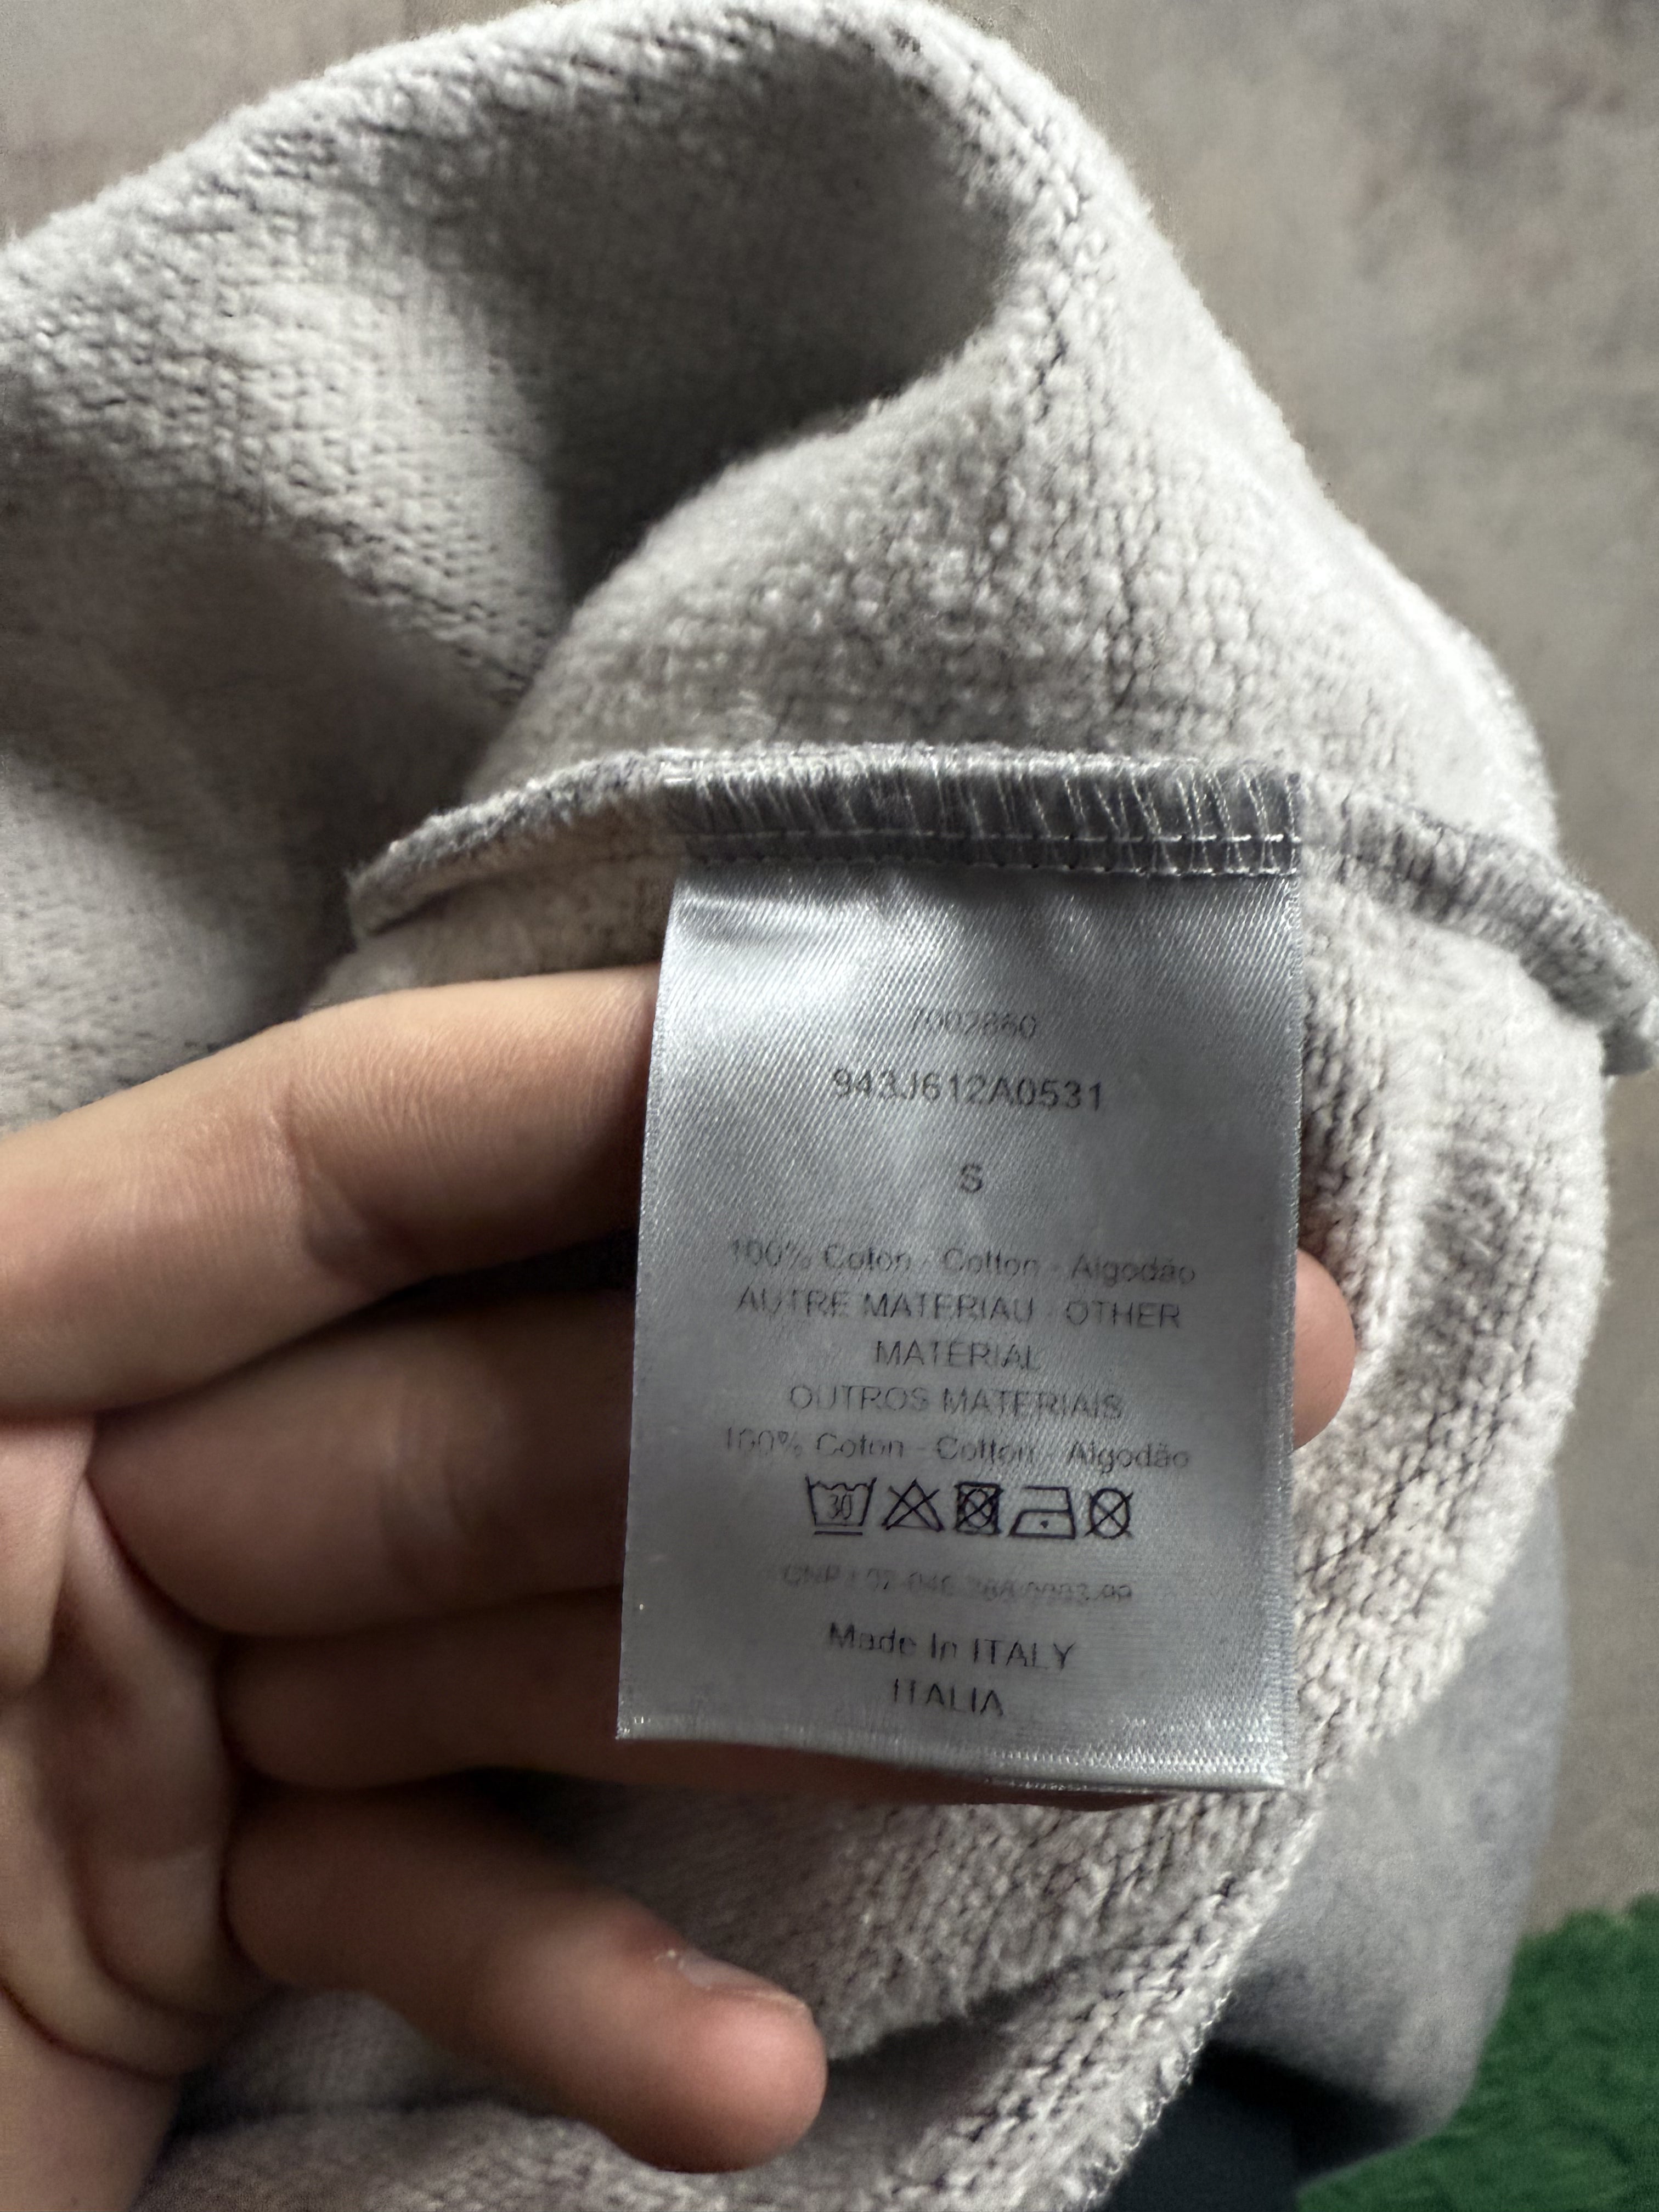 7002860
943J612A0531
S
100% Coton - Cotton - Algodão
AUTRE MATERIAU - OTHER
MATERIAL
OUTROS MATERIAIS
100% Coton - Cotton - Algodão
30
Made In ITALY
ITALIA